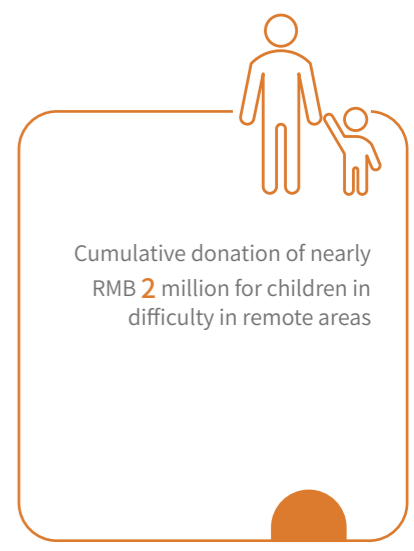 Cumulative donation of nearly
RMB 2 million for children in
difficulty in remote areas